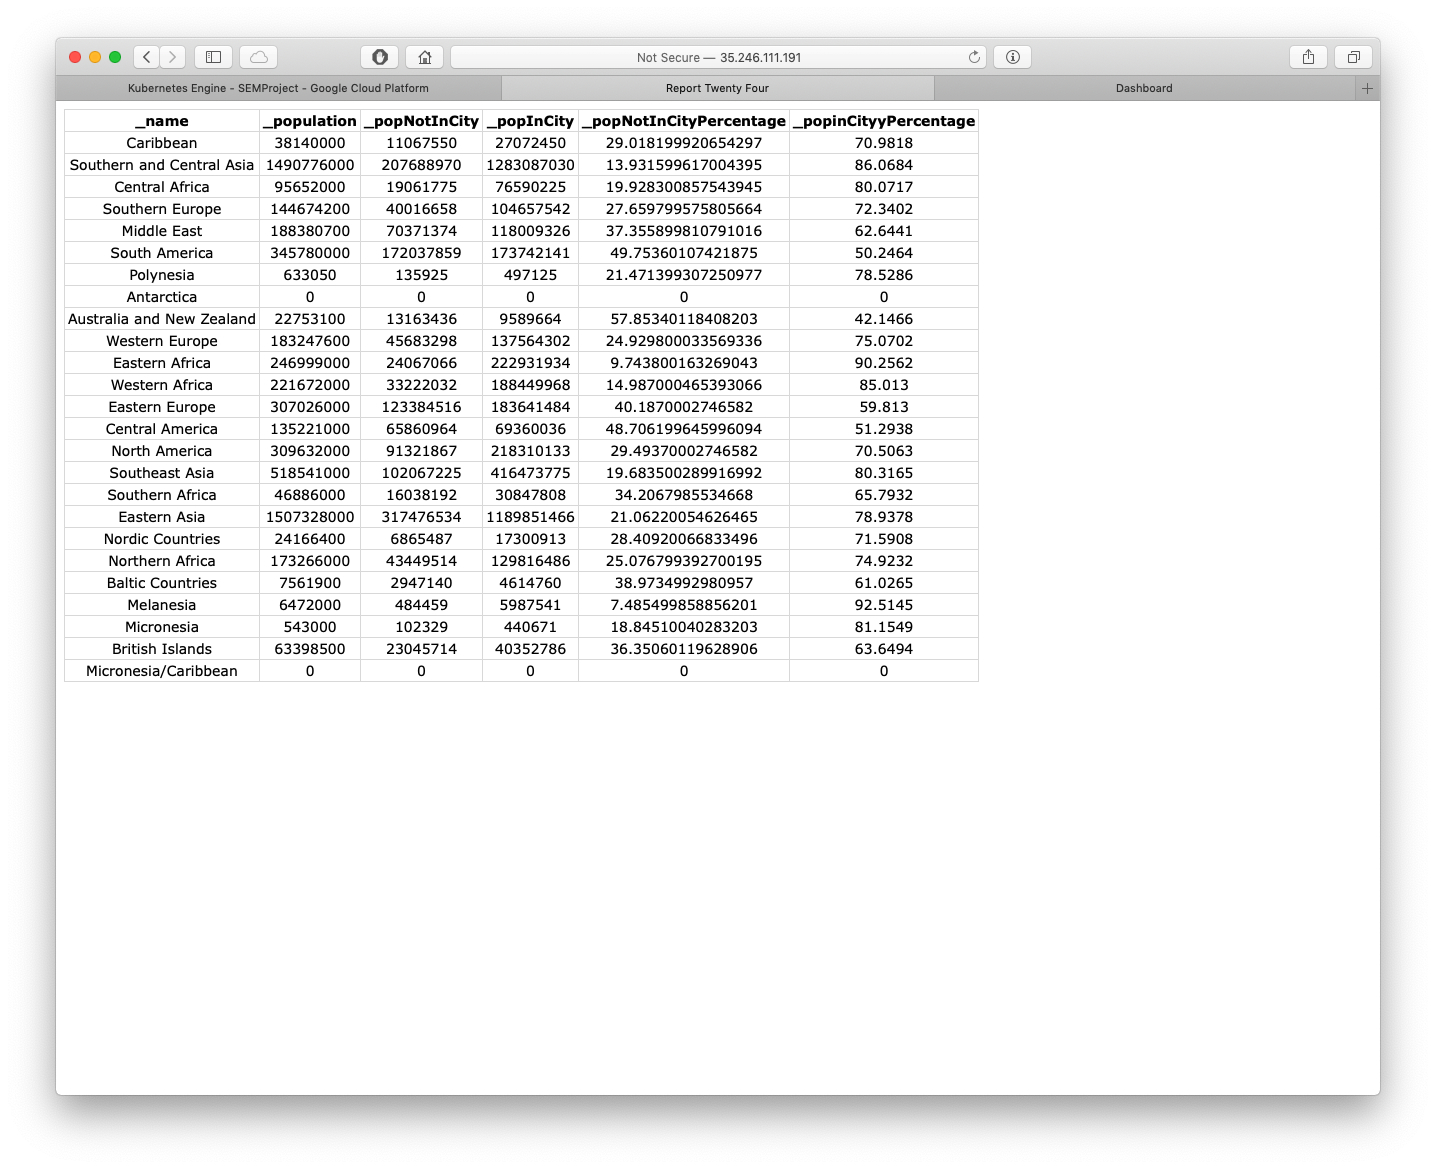 Not Secure — 35.246.111.191
Kubernetes Engine - SEMProject - Google Cloud Platform Report Twenty Four Dashboard
_name _population _popNotInCity _popInCity _popNotInCityPercentage _popinCityyPercentage
Caribbean 38140000 11067550 27072450 29.018199920654297 70.9818
Southern and Central Asia 1490776000 207688970 1283087030 13.931599617004395 86.0684
Central Africa 95652000 19061775 76590225 19.928300857543945 80.0717
Southern Europe 144674200 40016658 104657542 27.659799575805664 72.3402
Middle East 188380700 70371374 118009326 37.355899810791016 62.6441
South America 345780000 172037859 173742141 49.75360107421875 50.2464
Polynesia 633050 135925 497125 21.471399307250977 78.5286
Antarctica 0 0 0 0 0
Australia and New Zealand 22753100 13163436 9589664 57.85340118408203 42.1466
Western Europe 183247600 45683298 137564302 24.929800033569336 75.0702
Eastern Africa 246999000 24067066 222931934 9.743800163269043 90.2562
Western Africa 221672000 33222032 188449968 14.987000465393066 85.013
Eastern Europe 307026000 123384516 183641484 40.1870002746582 59.813
Central America 135221000 65860964 69360036 48.706199645996094 51.2938
North America 309632000 91321867 218310133 29.49370002746582 70.5063
Southeast Asia 518541000 102067225 416473775 19.683500289916992 80.3165
Southern Africa 46886000 16038192 30847808 34.2067985534668 65.7932
Eastern Asia 1507328000 317476534 1189851466 21.06220054626465 78.9378
Nordic Countries 24166400 6865487 17300913 28.40920066833496 71.5908
Northern Africa 173266000 43449514 129816486 25.076799392700195 74.9232
Baltic Countries 7561900 2947140 4614760 38.9734992980957 61.0265
Melanesia 6472000 484459 5987541 7.485499858856201 92.5145
Micronesia 543000 102329 440671 18.84510040283203 81.1549
British Islands 63398500 23045714 40352786 36.35060119628906 63.6494
Micronesia/Caribbean 0 0 0 0 0